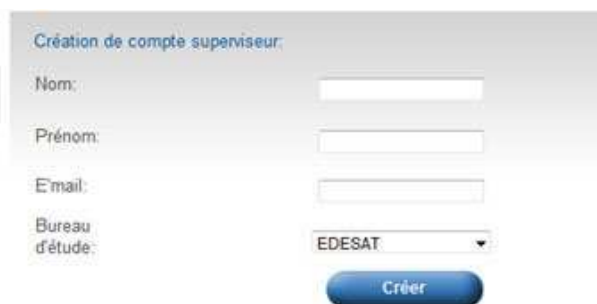 Création de compte superviseur:
Nom:
Prénom:
E'mail:
Bureau
d'étude:
EDESAT
Créer